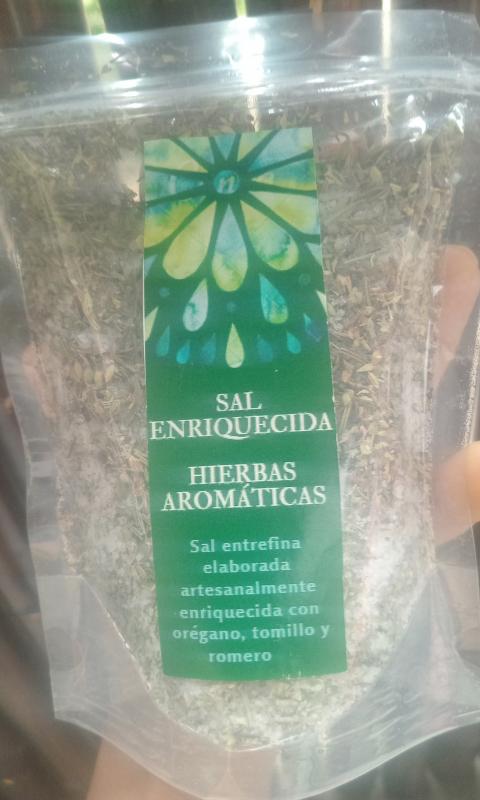 n
SAL
ENRIQUECIDA
HIERBAS
AROMÁTICAS
Sal entrefina
elaborada
artesanalmente
enriquecida con
orégano, tomillo y
romero